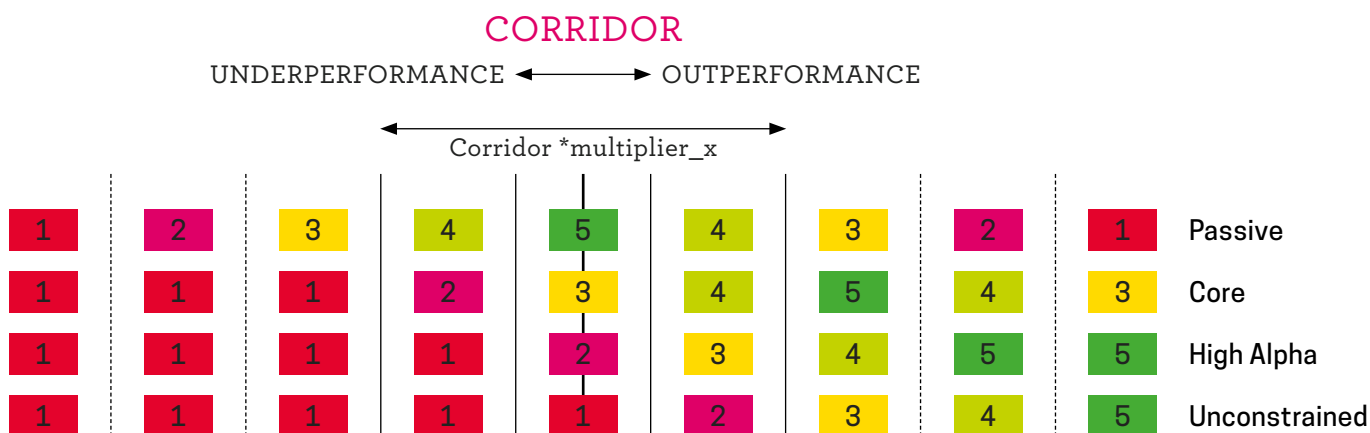 CORRIDOR
UNDERPERFORMANCE OUTPERFORMANCE
Corridor *multiplier_x
1 2 3 4 5 4 3 2 1 Passive
1 1 1 2 3 4 5 4 3 Core
1 1 1 1 2 3 4 5 5 High Alpha
1 1 1 1 1 2 3 4 5 Unconstrained